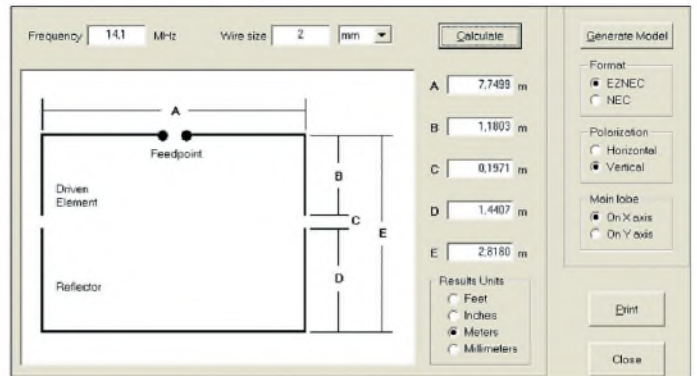 Frequency 14,1 MHz Wire size 2 mm Calculate
A
Feedpoint
Driven
Element
B
C
E
D
Reflector
A 7,7499 m
B 1,1803 m
C 0,1971 m
D 1,4407 m
E 2,8180 m
Results Units
Feet
Inches
Meters
Millimeters
Generate Model
Format
EZNEC
NEC
Polarization
Horizontal
Vertical
Main lobe
On X axis
On Y axis
Print
Close